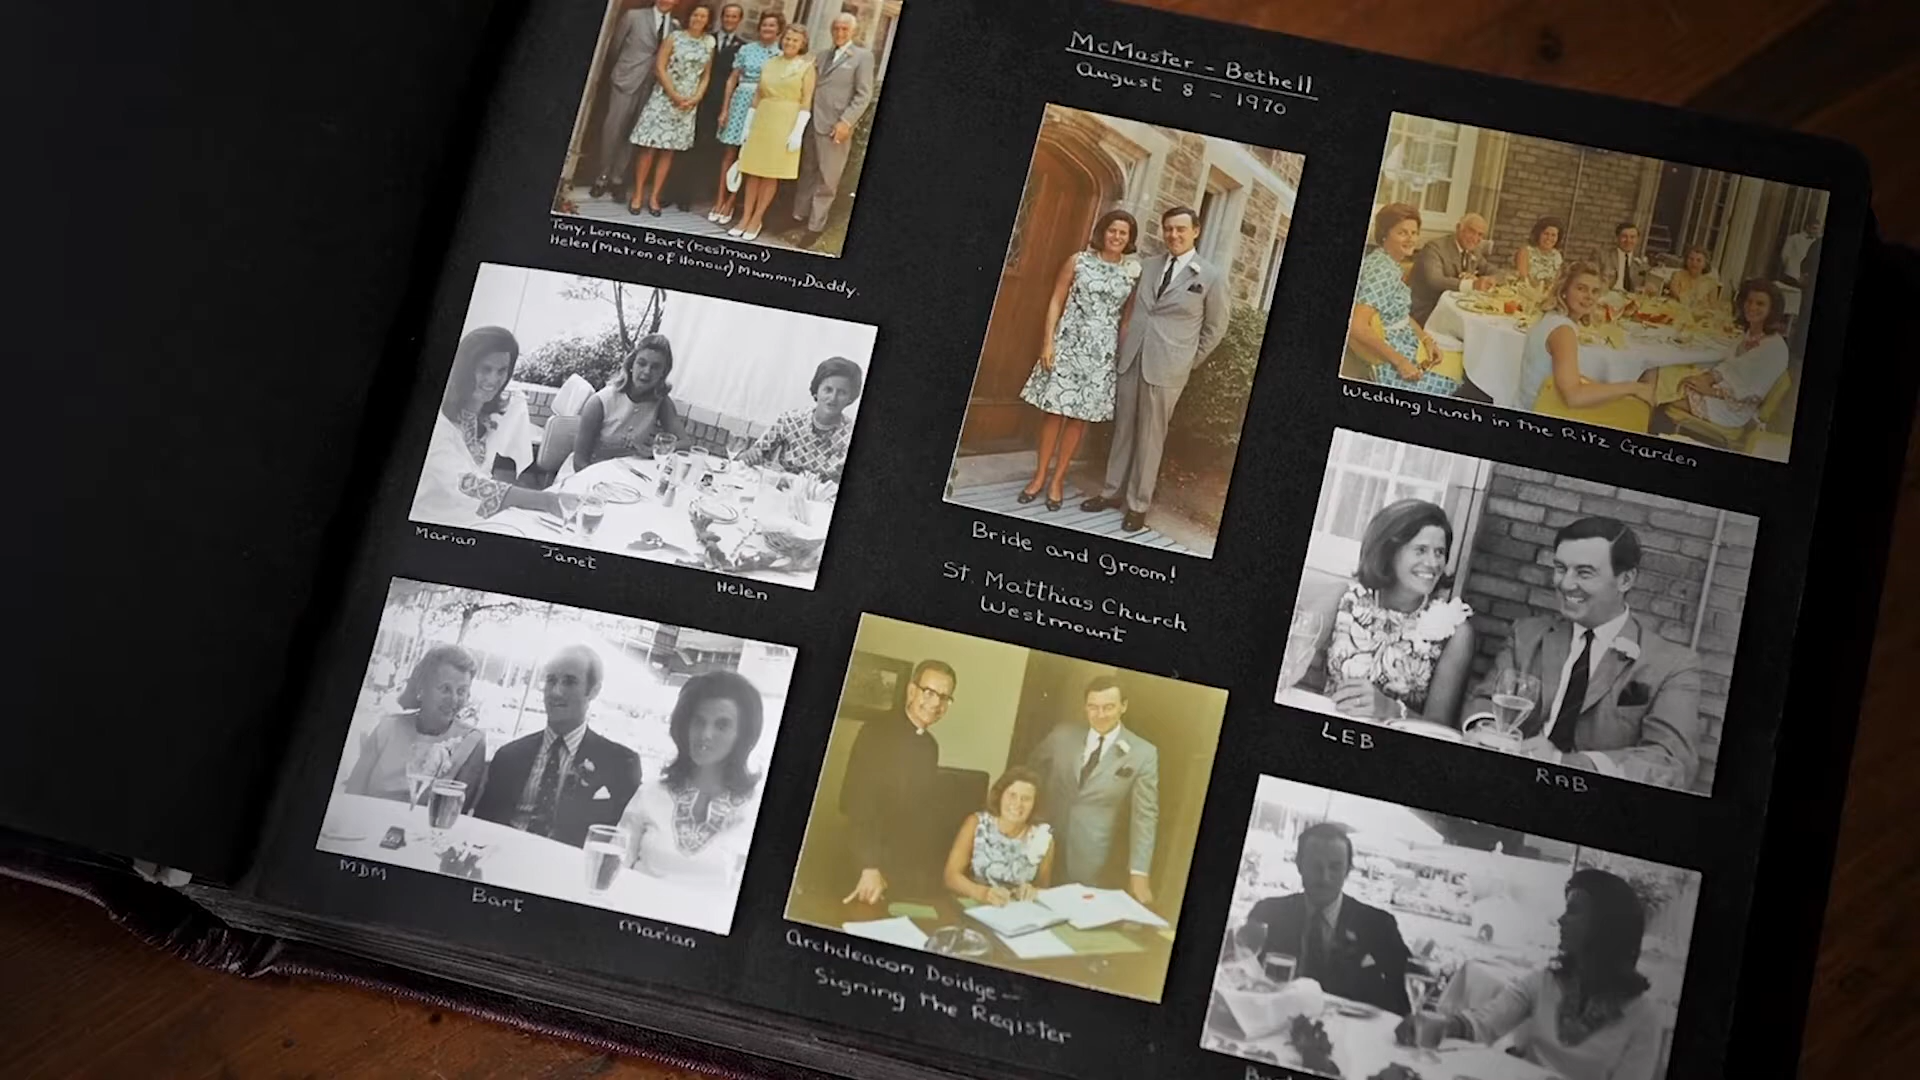 McMaster - Bethell
August 8 - 1970
Tony, Lorna, Bart (bestman!)
Helen (Matron of Honour) Mummy, Daddy.
Marian
Janet
Helen
MDM
Bart
Marian
Bride and Groom!
St. Matthias Church
Westmount
Archdeacon Doidge -
Signing the Register
Wedding Lunch in the Ritz Garden
LEB
RAB